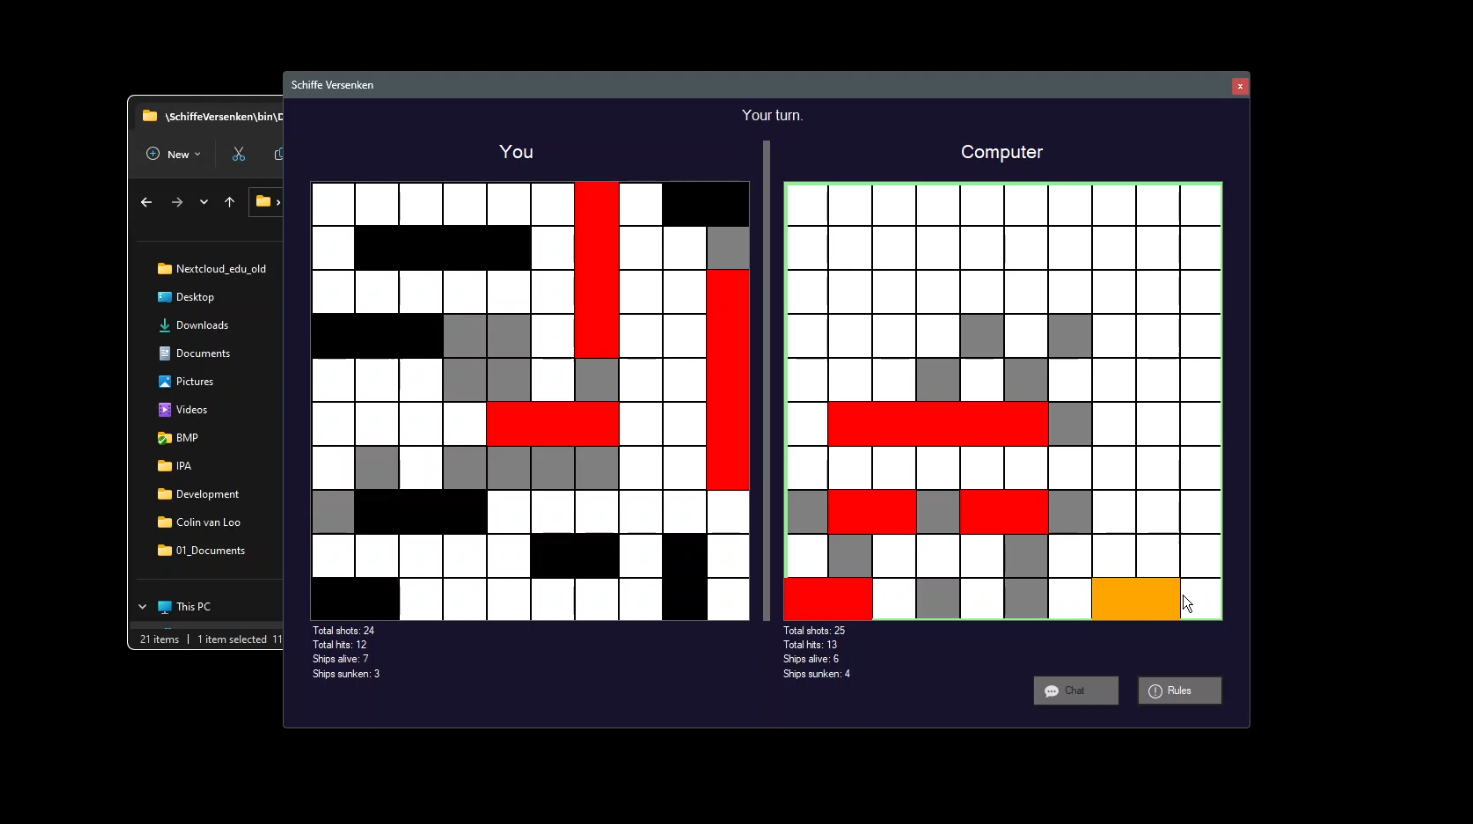 Schiffe Versenken
\SchiffeVersenken\bin\D
Your turn.
New
You
Computer
Nextcloud_edu_old
Desktop
Downloads
Documents
Pictures
Videos
BMP
IPA
Development
Colin van Loo
01_Documents
This PC
21 items
1 item selected
11
Total shots: 24
Total hits: 12
Ships alive: 7
Ships sunken: 3
Total shots: 25
Total hits: 13
Ships alive: 6
Ships sunken: 4
Chat
Rules